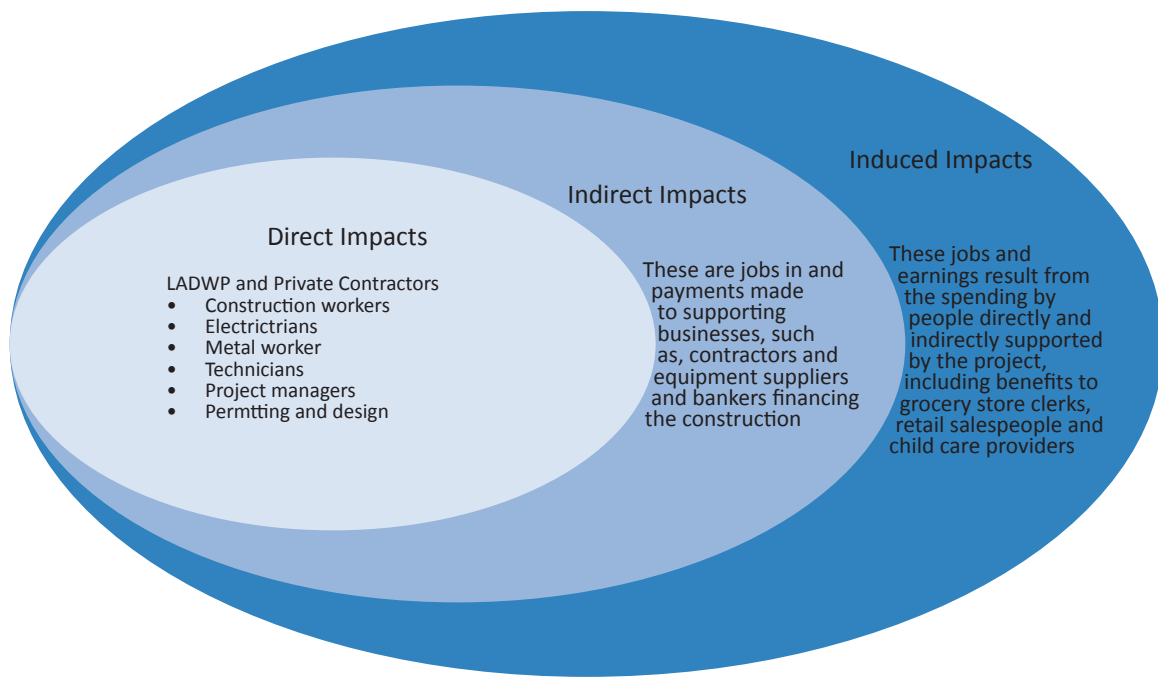 Induced Impacts
Indirect Impacts
Direct Impacts
LADWP and Private Contractors
• Construction workers
• Electrictrians
• Metal worker
• Technicians
• Project managers
• Permtting and design
These are jobs in and
payments made
to supporting
businesses, such
as, contractors and
equipment suppliers
and bankers financing
the construction
These jobs and
earnings result from
the spending by
people directly and
indirectly supported
by the project,
including benefits to
grocery store clerks,
retail salespeople and
child care providers